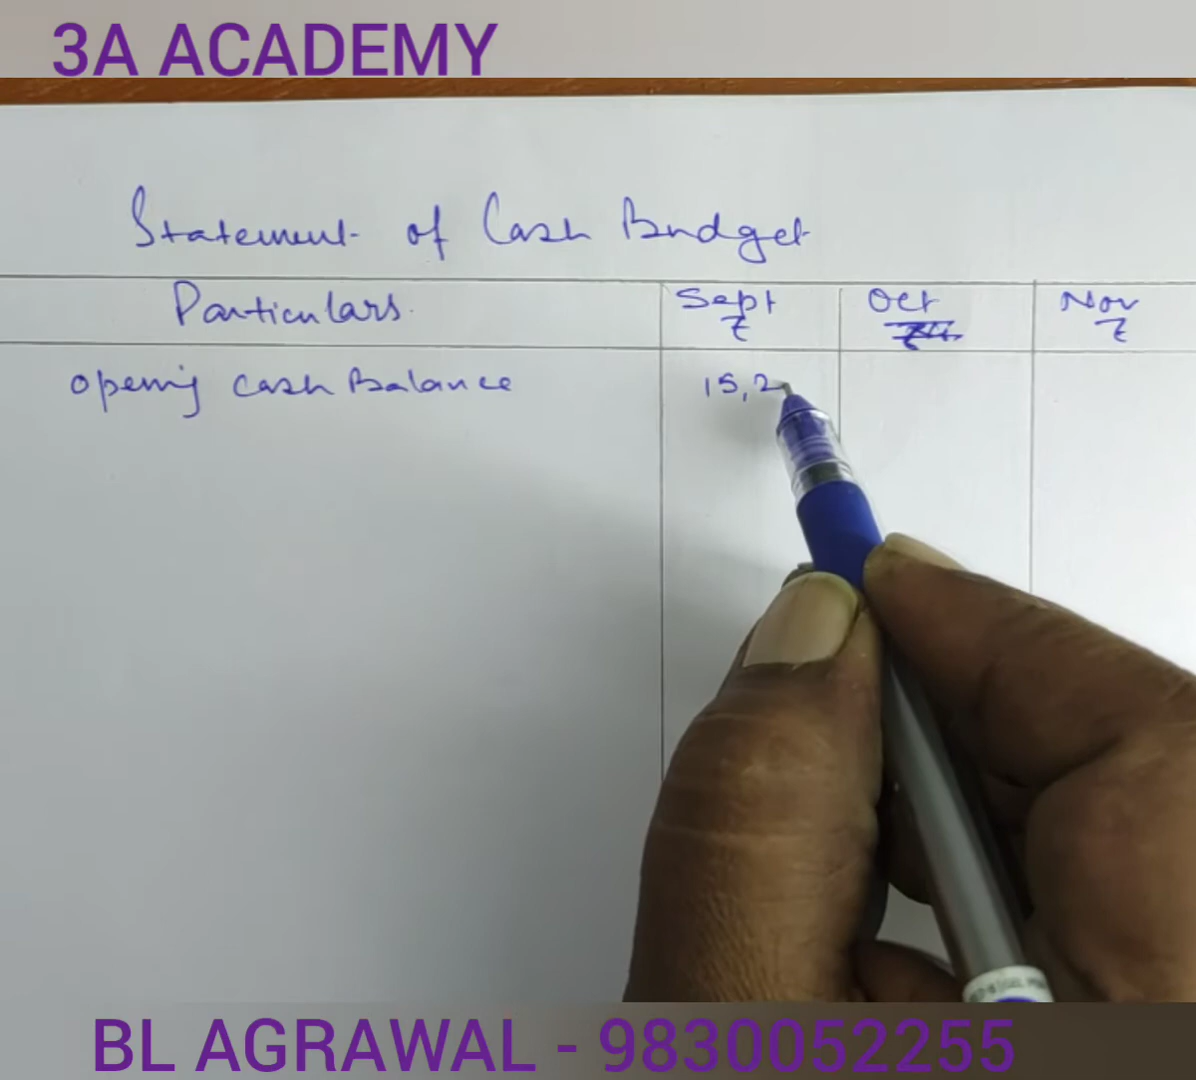 3A ACADEMY
Statement of Cash Budget
Particulars. Sept Oct Nov
₹ ₹
Opening Cash Balance 15,2
BL AGRAWAL - 9830052255